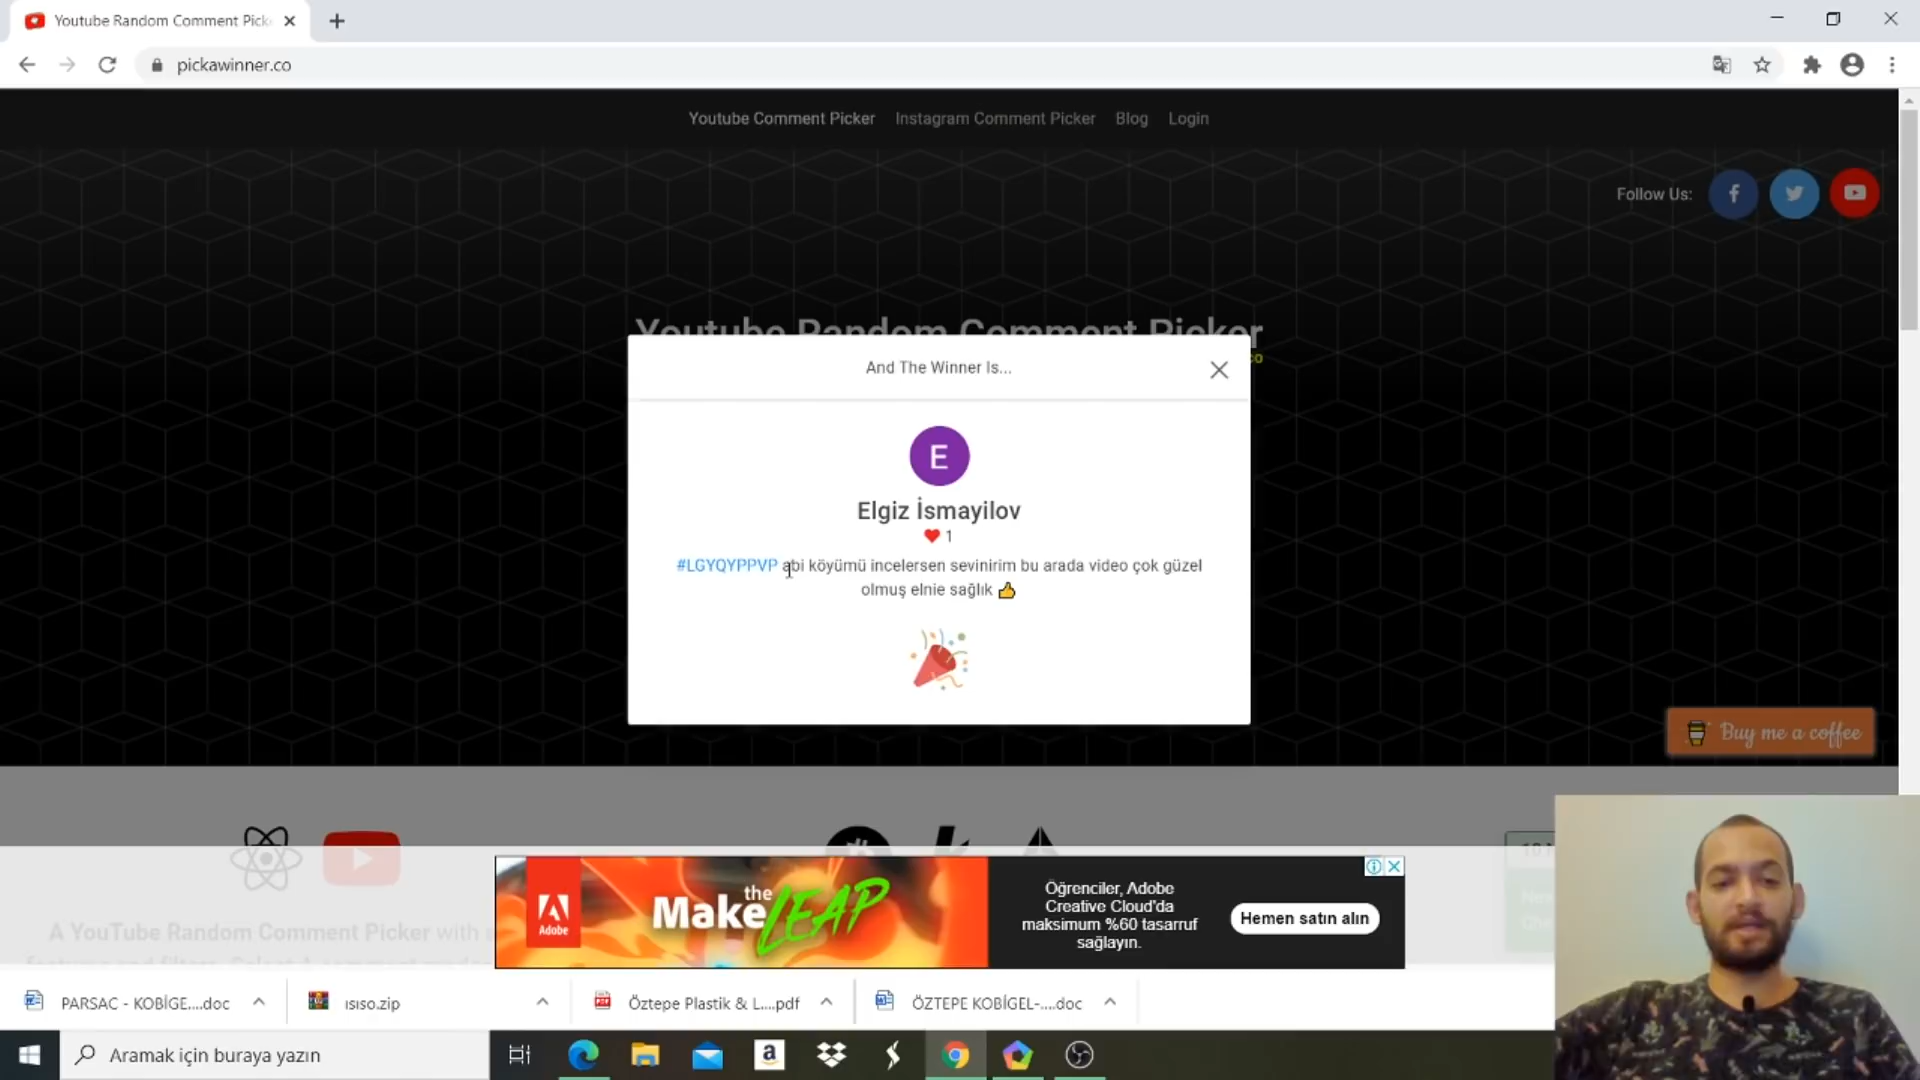 Youtube Random Comment Pick
pickawinner.co
Youtube Comment Picker
Instagram Comment Picker
Blog
Login
Follow Us:
Youtube Random Comment Picker
co
And The Winner Is...
E
Elgiz İsmayilov
1
#LGYQYPPVP abi köyümü incelersen sevinirim bu arada video çok güzel
olmuş elnie sağlık 👍
Buy me a coffee
A YouTube Random Comment Picker with
Adobe
the
Make LEAP
Öğrenciler, Adobe
Creative Cloud'da
maksimum %60 tasarruf
sağlayın.
Hemen satın alın
PARSAC - KOBİGE....doc
ısıso.zip
Öztepe Plastik & L....pdf
ÖZTEPE KOBİGEL-....doc
Aramak için buraya yazın